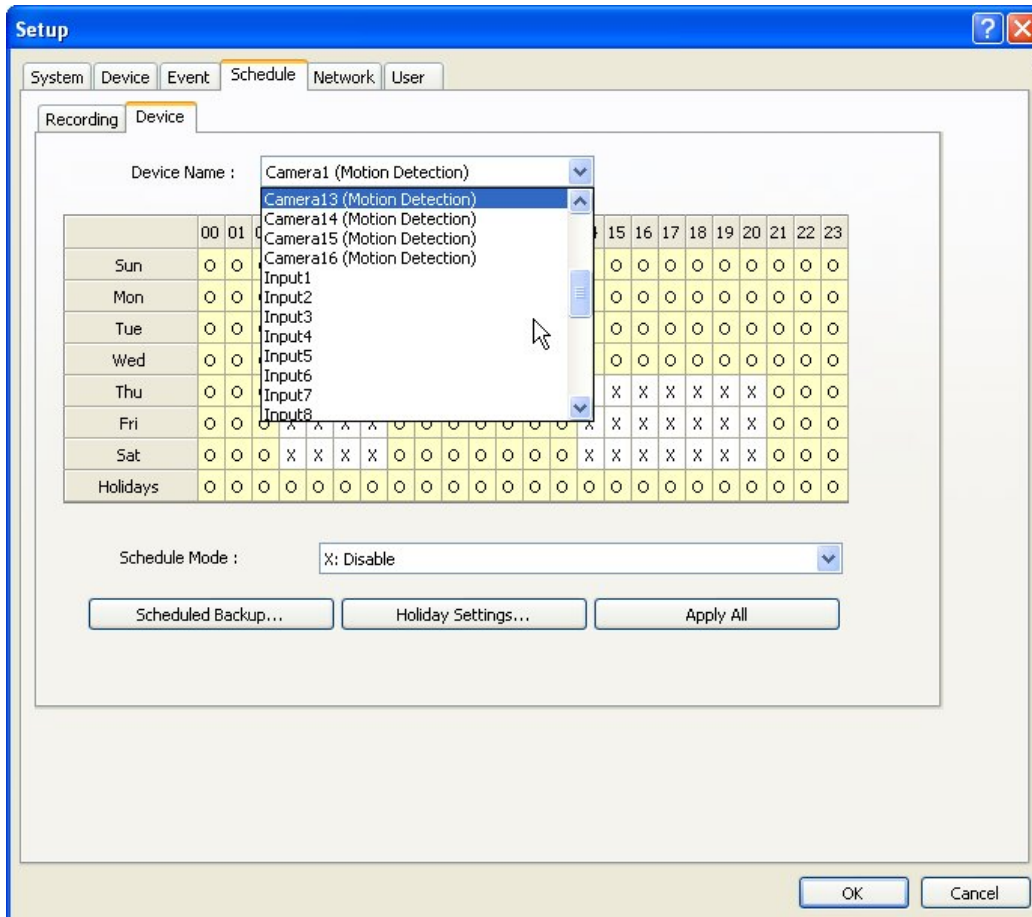 Setup
System Device Event Schedule Network User
Recording Device
Device Name : Camera1 (Motion Detection)
Camera13 (Motion Detection)
Camera14 (Motion Detection)
Camera15 (Motion Detection)
Camera16 (Motion Detection)
Input1
Input2
Input3
Input4
Input5
Input6
Input7
Input8
00 01 15 16 17 18 19 20 21 22 23
Sun O O O O O O O O O O O
Mon O O O O O O O O O O O
Tue O O O O O O O O O O O
Wed O O O O O O O O O O O
Thu O O X X X X X X O O O
Fri O O O X X X X O O O O O O O X X X X X X X O O O
Sat O O O X X X X O O O O O O O X X X X X X X O O O
Holidays O O O O O O O O O O O O O O O O O O O O O O O O
Schedule Mode : X: Disable
Scheduled Backup... Holiday Settings... Apply All
OK Cancel